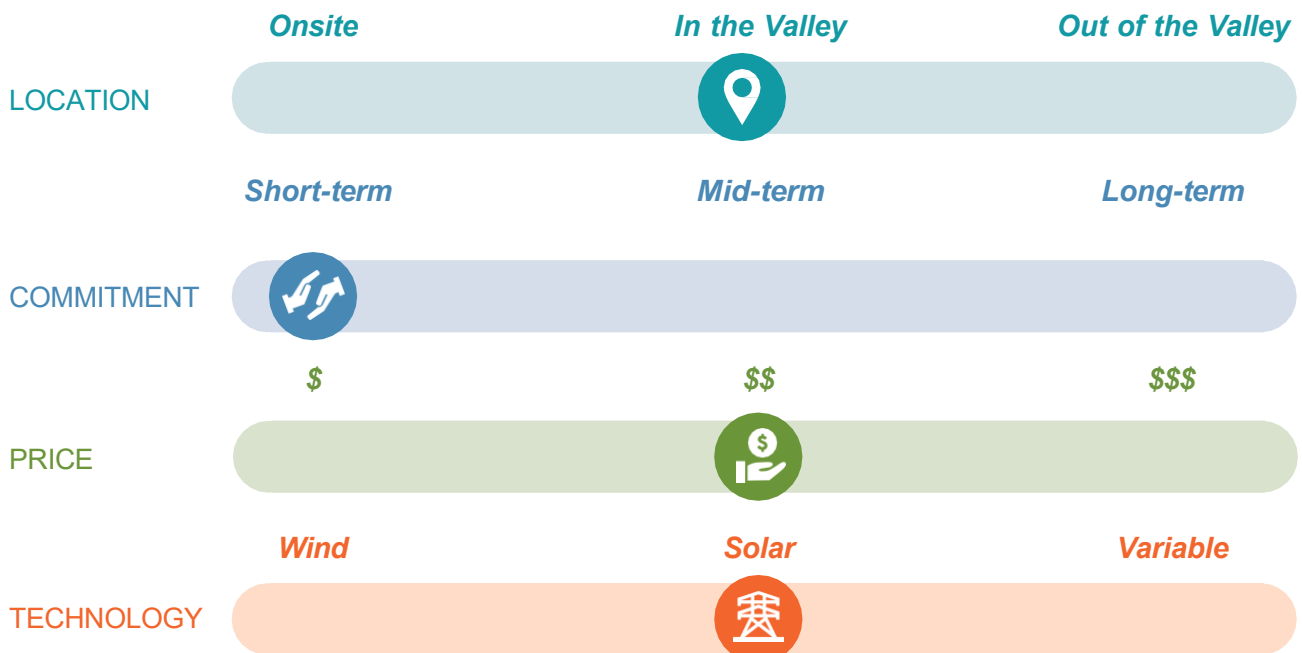 Onsite In the Valley Out of the Valley
LOCATION
Short-term Mid-term Long-term
COMMITMENT
$ $$ $$$
$
PRICE
Wind Solar Variable
TECHNOLOGY